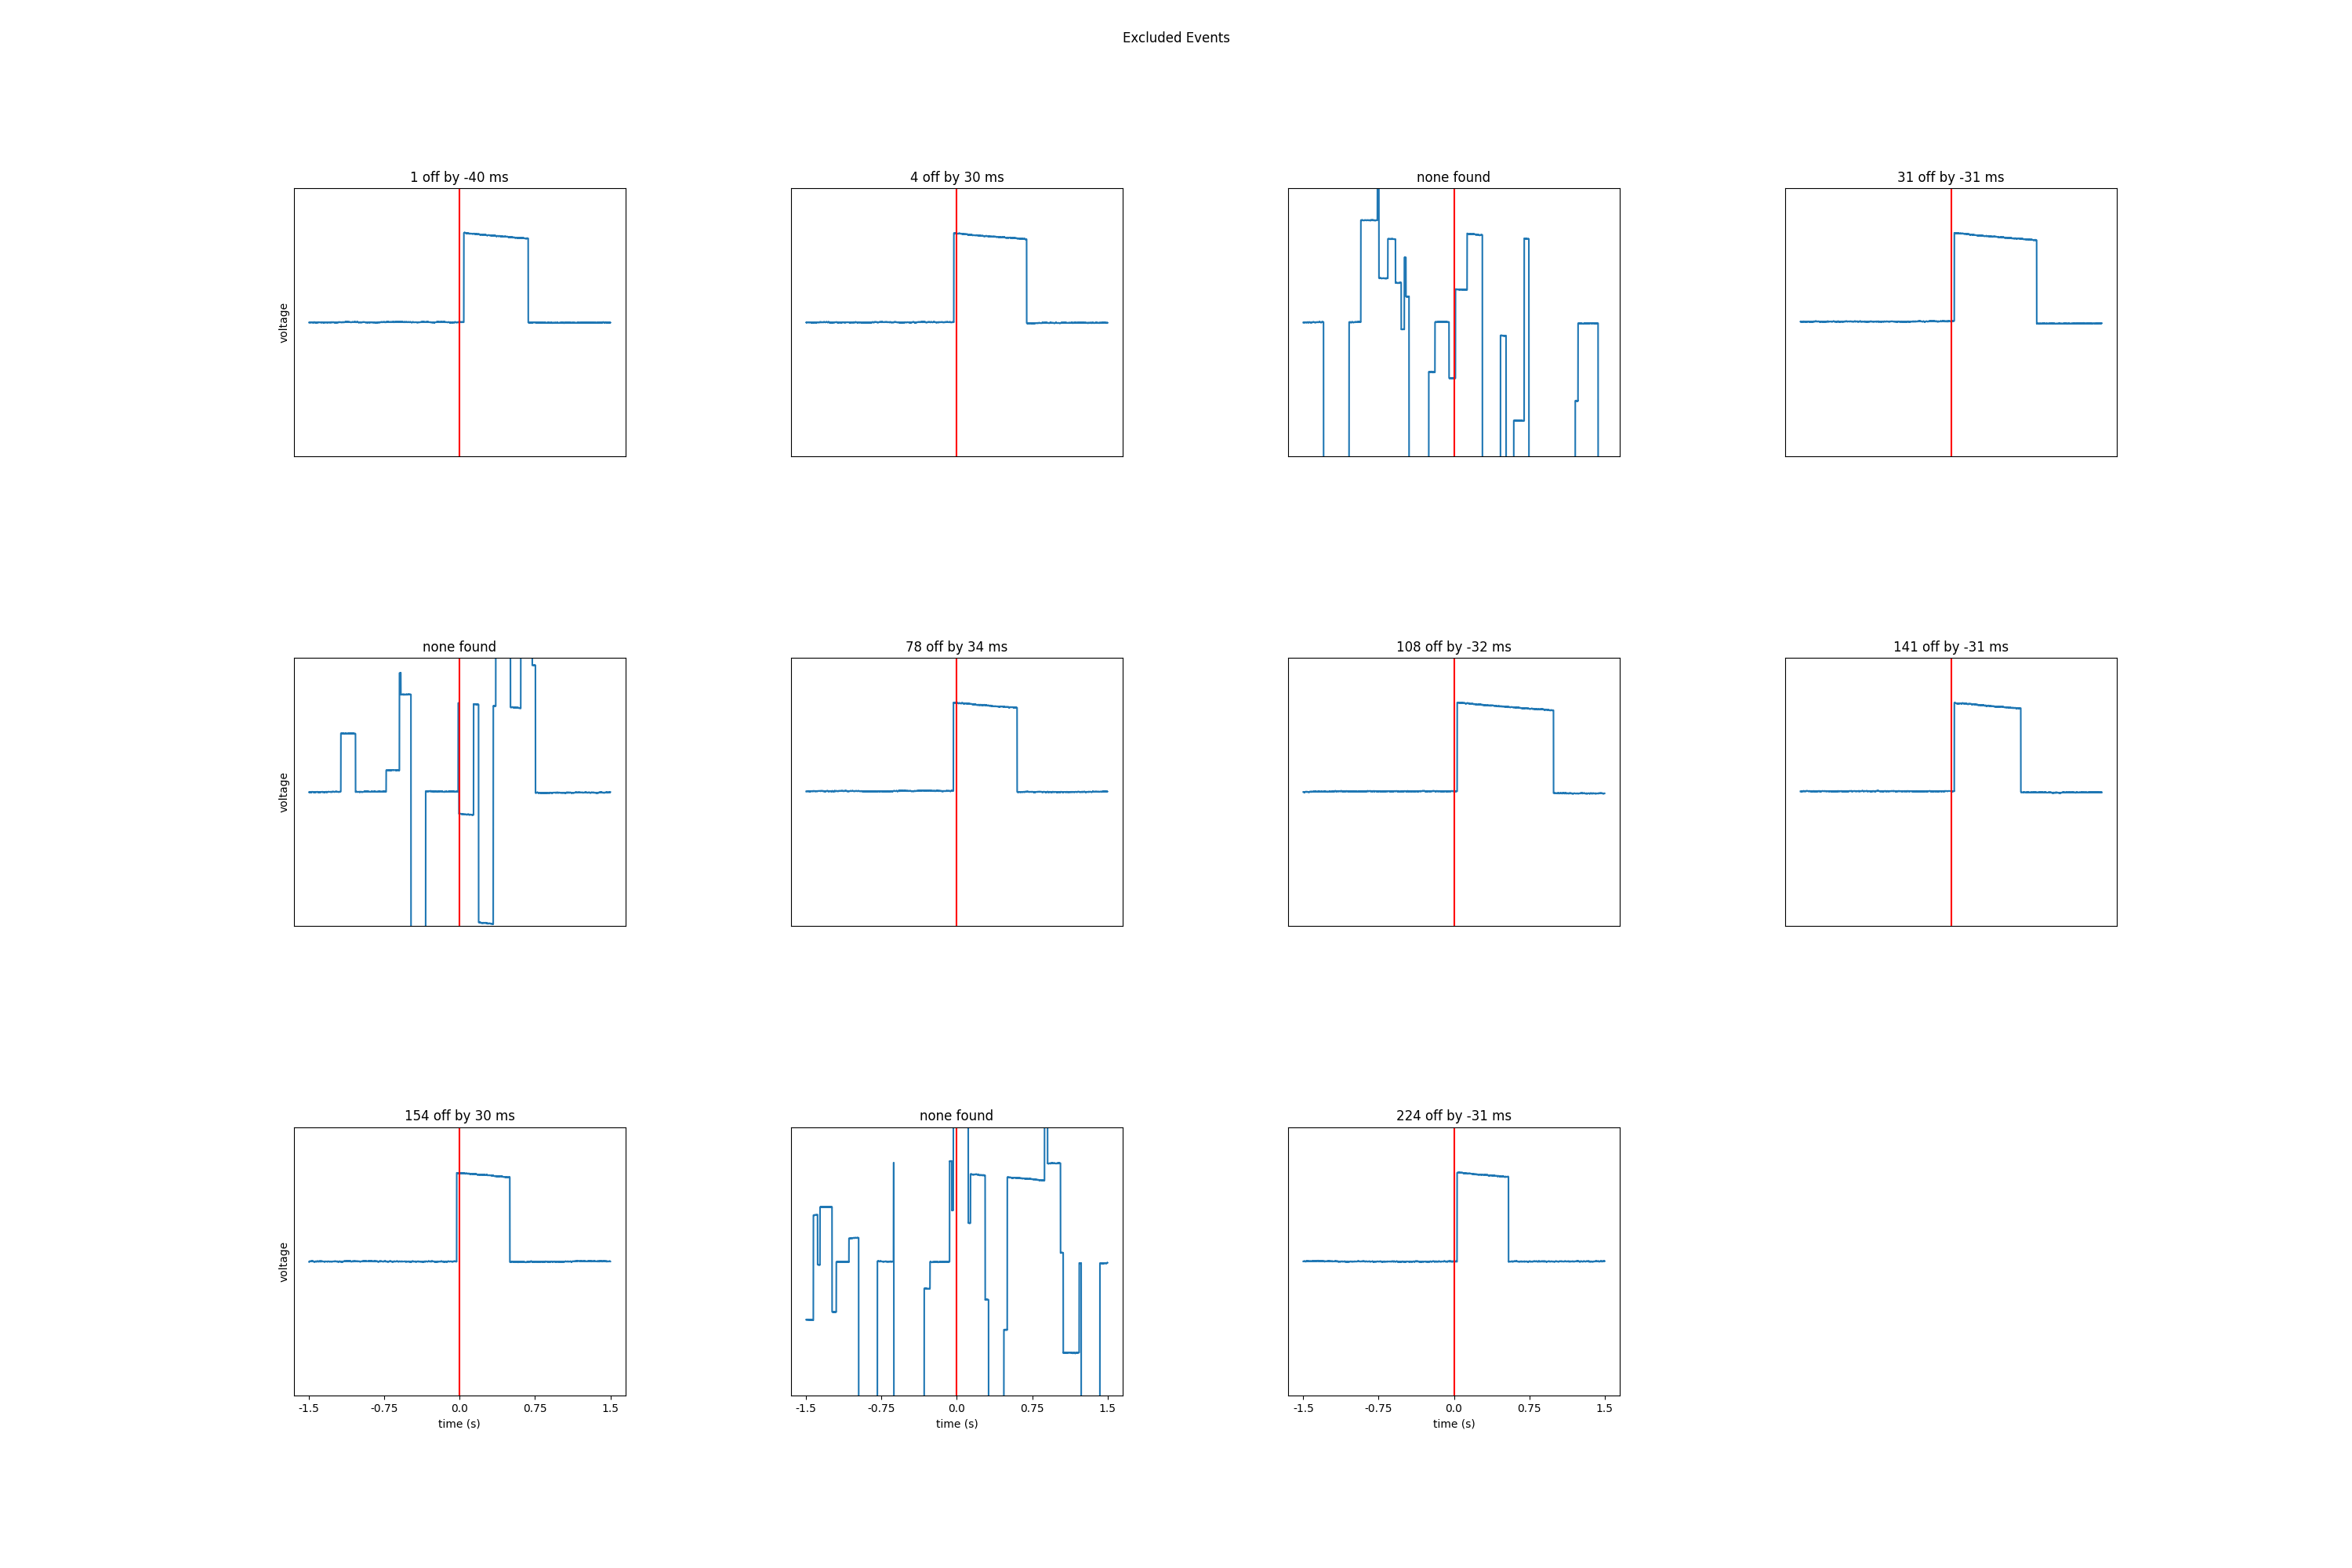 Excluded Events
1 off by -40 ms
4 off by 30 ms
none found
31 off by -31 ms
voltage
none found
78 off by 34 ms
108 off by -32 ms
141 off by -31 ms
voltage
154 off by 30 ms
none found
224 off by -31 ms
voltage
-1.5 -0.75 0.0 0.75 1.5
time (s)
-1.5 -0.75 0.0 0.75 1.5
time (s)
-1.5 -0.75 0.0 0.75 1.5
time (s)